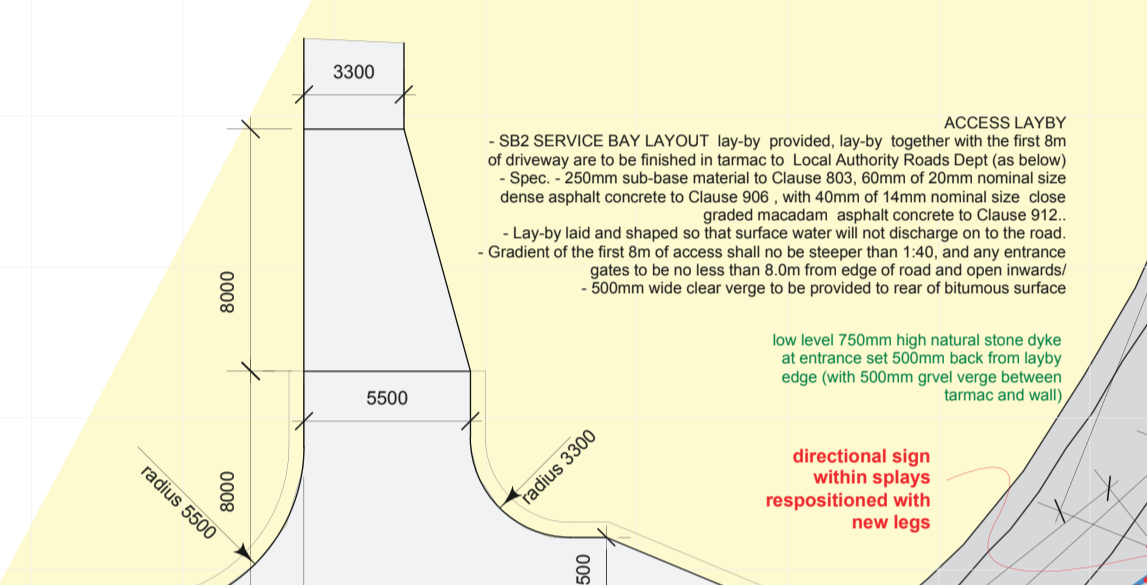 3300
ACCESS LAYBY
- SB2 SERVICE BAY LAYOUT lay-by provided, lay-by together with the first 8m
of driveway are to be finished in tarmac to Local Authority Roads Dept (as below)
- Spec. - 250mm sub-base material to Clause 803, 60mm of 20mm nominal size
dense asphalt concrete to Clause 906 , with 40mm of 14mm nominal size close
graded macadam asphalt concrete to Clause 912..
- Lay-by laid and shaped so that surface water will not discharge on to the road.
- Gradient of the first 8m of access shall no be steeper than 1:40, and any entrance
gates to be no less than 8.0m from edge of road and open inwards/
- 500mm wide clear verge to be provided to rear of bitumous surface
8000
low level 750mm high natural stone dyke
at entrance set 500mm back from layby
edge (with 500mm grvel verge between
tarmac and wall)
5500
radius 3300
radius 5500
8000
directional sign
within splays
respositioned with
new legs
500